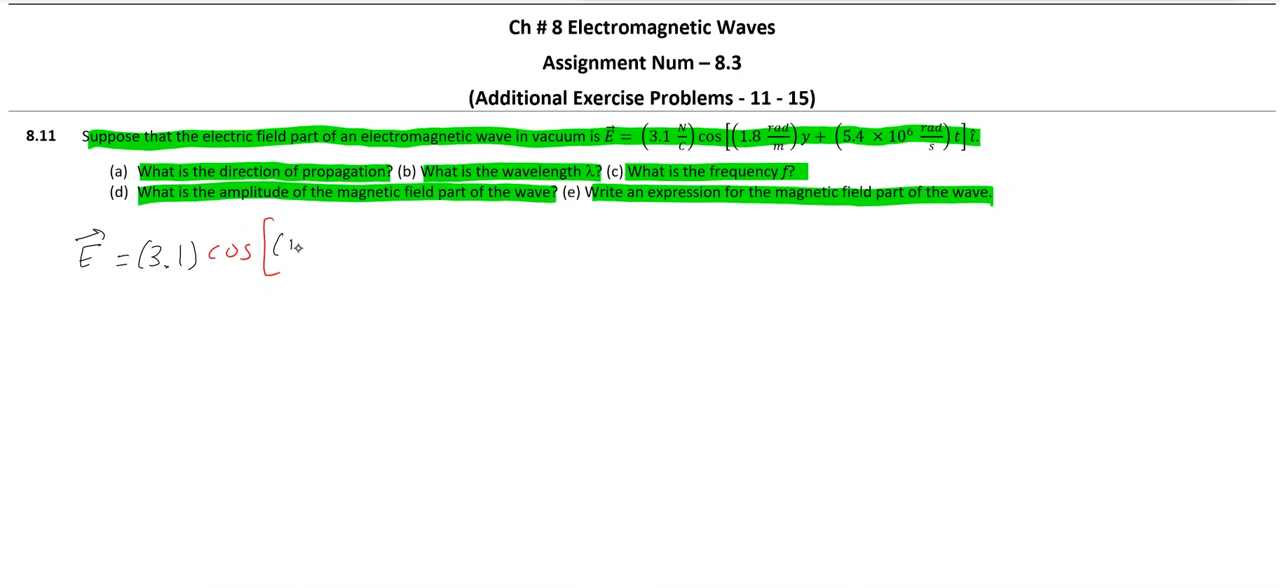 Ch # 8 Electromagnetic Waves
Assignment Num – 8.3
(Additional Exercise Problems - 11 - 15)
8.11 Suppose that the electric field part of an electromagnetic wave in vacuum is E⃗ = (3.1 N/C) cos[(1.8 rad/m) y + (5.4 × 10⁶ rad/s) t] î.
(a) What is the direction of propagation? (b) What is the wavelength λ? (c) What is the frequency f?
(d) What is the amplitude of the magnetic field part of the wave? (e) Write an expression for the magnetic field part of the wave.
E⃗ = (3.1) cos [(1.